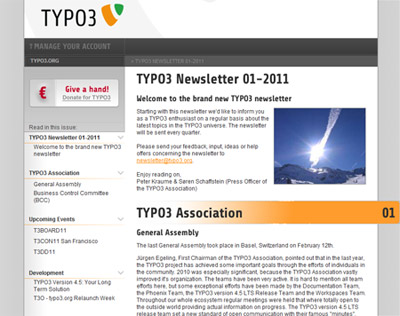 TYPO3
? MANAGE YOUR ACCOUNT
TYPO.ORG
> TYPO3 NEWSLETTER 01-2011
€
Give a hand!
Donate for TYPO3
Read in this issue:
TYPO3 Newsletter 01-2011
Welcome to the brand new TYPO3
newsletter
TYPO3 Association
General Assembly
Business Control Committee
(BCC)
Upcoming Events
T3BOARD11
T3CON11 San Francisco
T3DD11
Development
TYPO3 Version 4.5: Your Long
Term Solution
T3O - typo3.org Relaunch Week
TYPO3 Newsletter 01-2011
Welcome to the brand new TYPO3 newsletter
Starting with this newsletter we'd like to inform you
as a TYPO3 enthusiast on a regular basis about the
latest topics in the TYPO3 universe. The newsletter
will be sent every quarter.
Please send your feedback, input, ideas or help
offers concerning the newsletter to
newsletter@typo3.org.
Enjoy reading,
Peter Kraume & Søren Schaffstein (Press Officer of
the TYPO3 Association)
TYPO3 Association
01
General Assembly
The last General Assembly took place in Basel, Switzerland on February 12th.
Jürgen Egeling, First Chairman of the TYPO3 Association, pointed out that in the last year,
the TYPO3 project has achieved some important goals through the efforts of individuals in
the community. 2010 was especially significant, because the TYPO3 Association vastly
improved it's organization. The teams have been very active. It is hard to mention all team
efforts here, but some exceptional efforts have been made by the Documentation Team,
the Phoenix Team, the TYPO3 4.5 LTS Release Team and the Workspaces Team.
Throughout our whole ecosystem regular meetings were held that where totally open to
the outside world providing actual information on progress. The TYPO3 version 4.5 LTS
release team set a new standard of open communication with their famous "minutes".